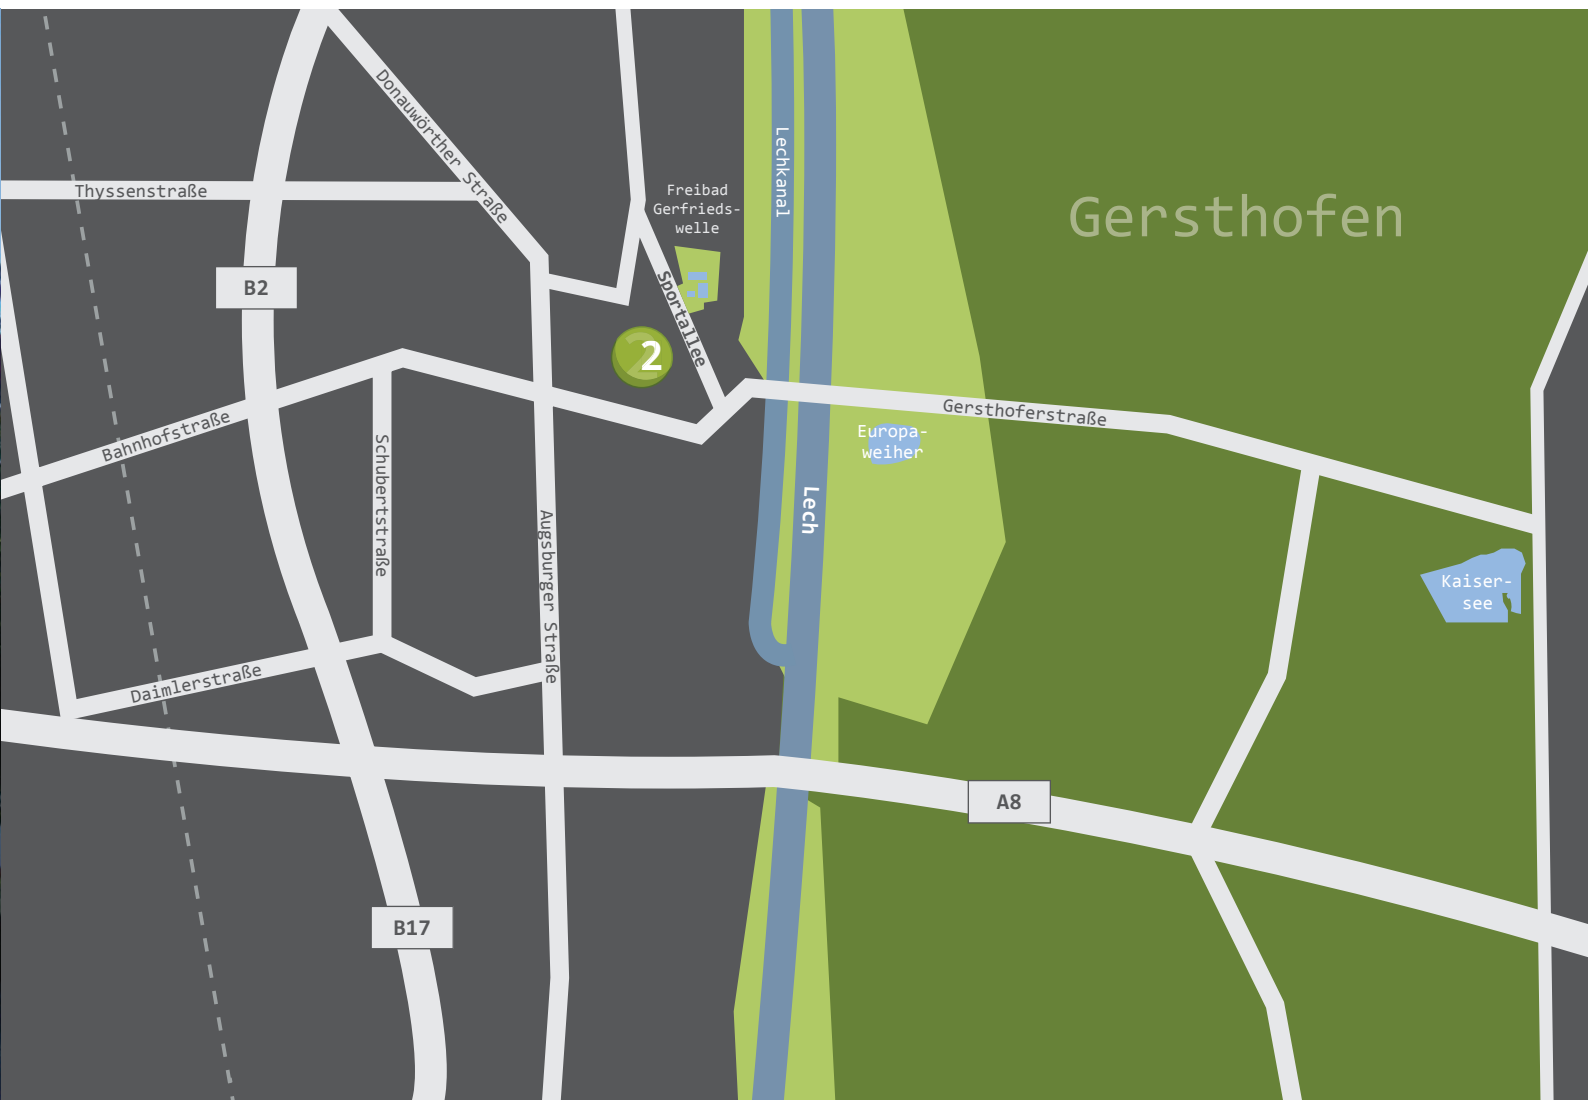 Donauwörther Straße
Lechkanal
Thyssenstraße
Freibad
Gerfrieds-
welle
Gersthofen
B2
Sportallee
2
Bahnhofstraße
Gersthoferstraße
Europa-
weiher
Schubertstraße
Lech
Augsburger Straße
Kaiser-
see
Daimlerstraße
A8
B17